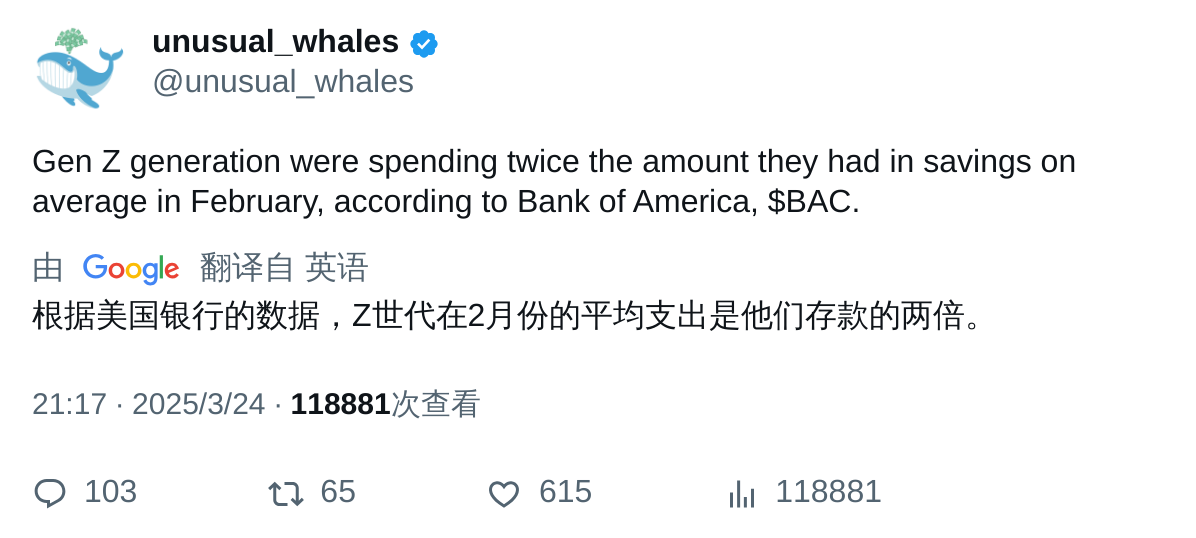 unusual_whales
@unusual_whales
Gen Z generation were spending twice the amount they had in savings on
average in February, according to Bank of America, $BAC.
由 Google 翻译自 英语
根据美国银行的数据，Z世代在2月份的平均支出是他们存款的两倍。
21:17 · 2025/3/24 · 118881次查看
103 65 615 118881